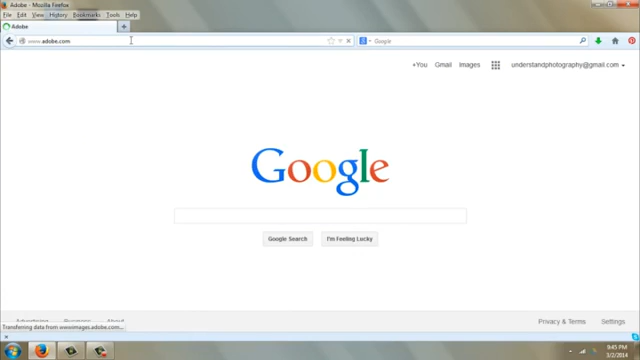 Adobe - Mozilla Firefox
File Edit View History Bookmarks Tools Help
Adobe
www.adobe.com
Google
+You Gmail Images understandphotography@gmail.com
Google
Google Search I'm Feeling Lucky
Advertising Business About Privacy & Terms Settings
Transferring data from wwwimages.adobe.com...
9:45 PM
3/2/2014